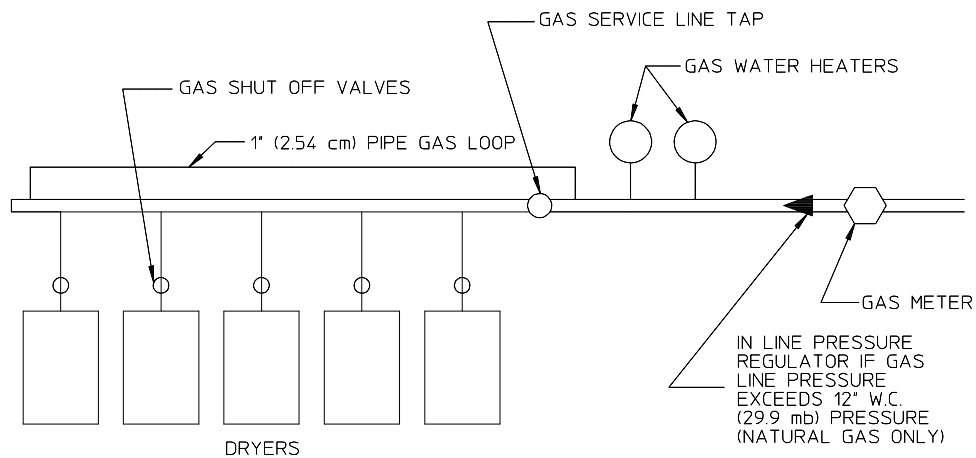 GAS SERVICE LINE TAP
GAS WATER HEATERS
GAS SHUT OFF VALVES
1" (2.54 cm) PIPE GAS LOOP
GAS METER
IN LINE PRESSURE
REGULATOR IF GAS
LINE PRESSURE
EXCEEDS 12" W.C.
(29.9 mb) PRESSURE
(NATURAL GAS ONLY)
DRYERS